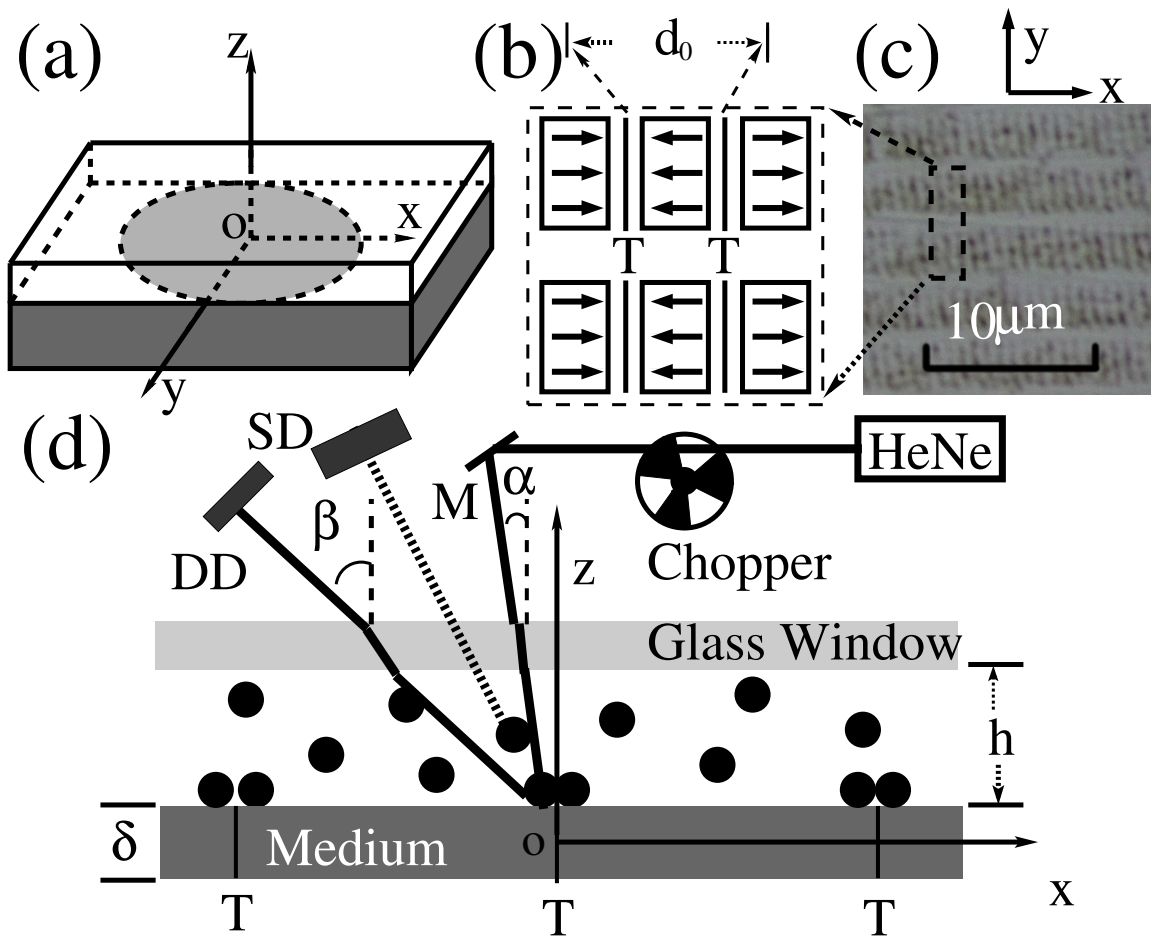 (a)
z
o
x
y
(b)
d₀
T T
(c)
y
x
10μm
(d)
SD
DD
β
M
α
HeNe
Chopper
z
Glass Window
h
δ
Medium
o
x
T T T